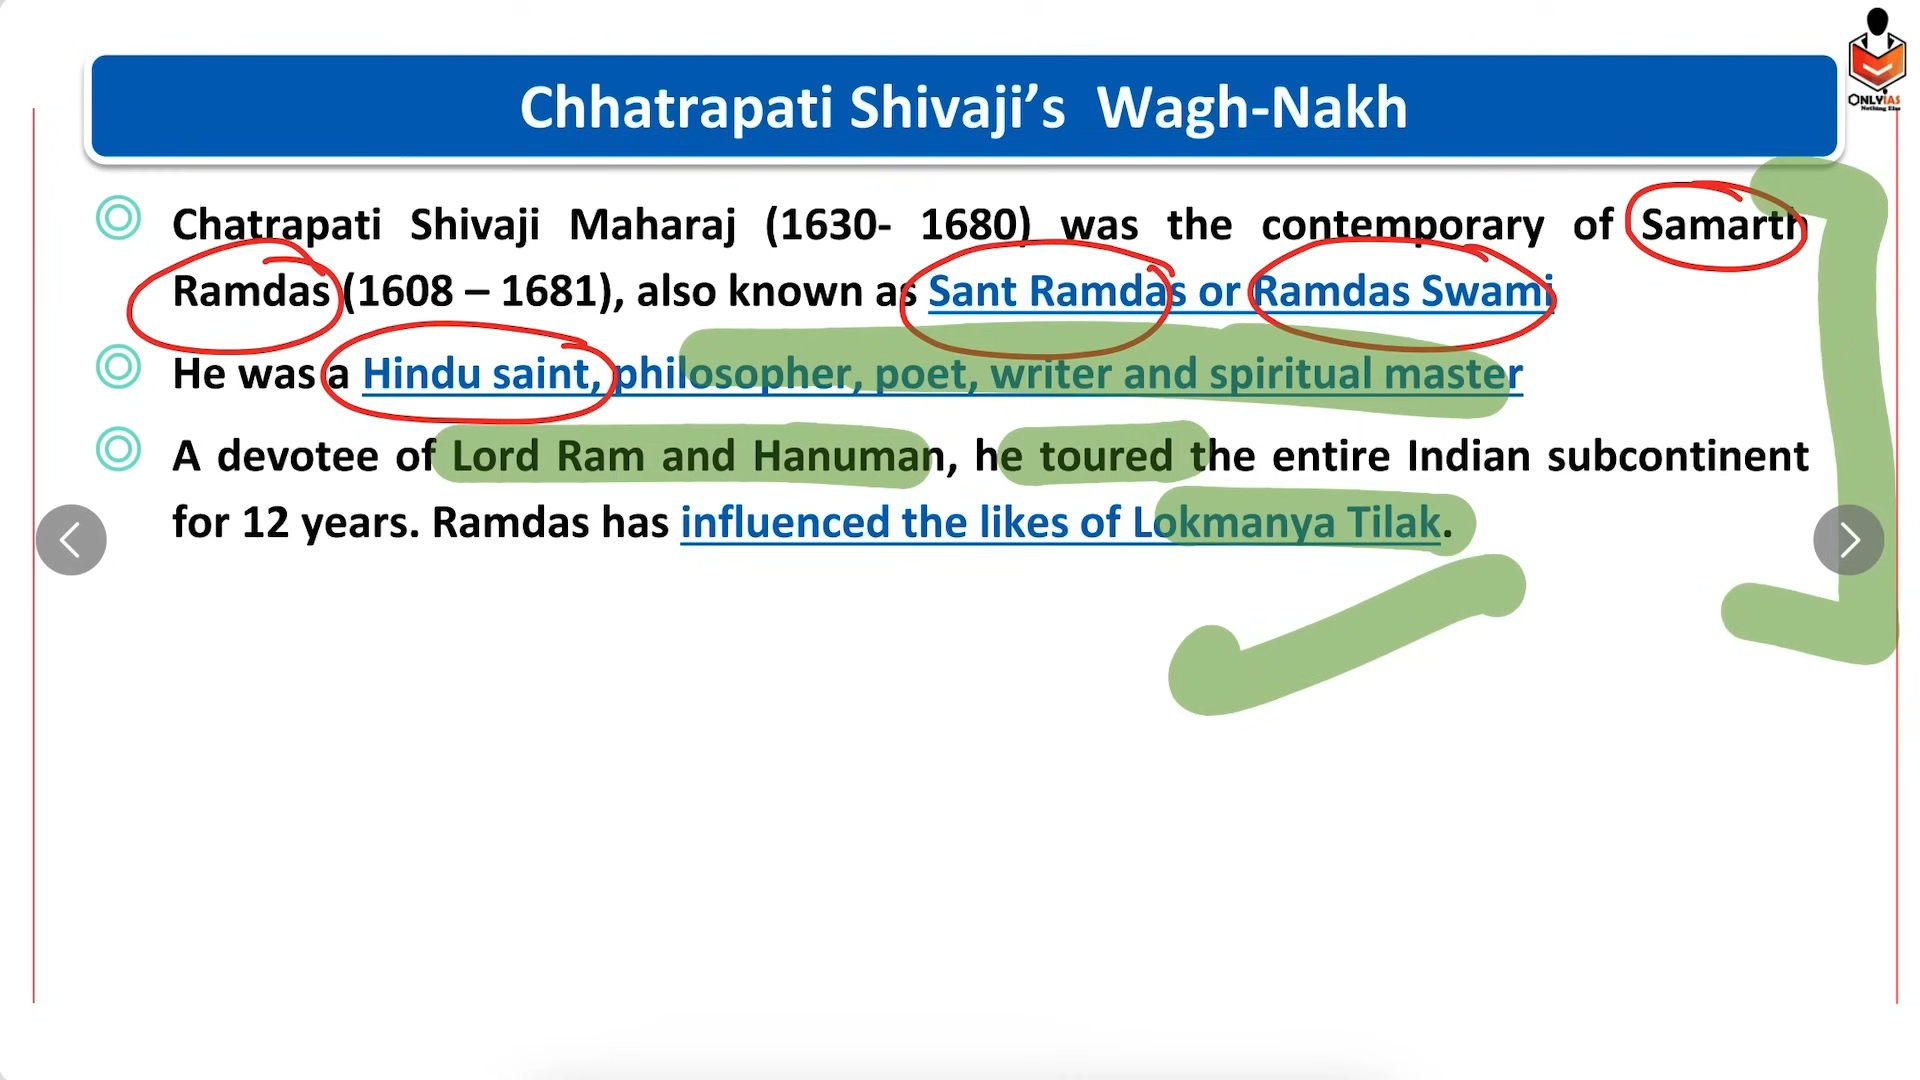 Chhatrapati Shivaji’s Wagh-Nakh
ONLYIAS
Nothing Else
Chatrapati Shivaji Maharaj (1630- 1680) was the contemporary of Samarth
Ramdas (1608 – 1681), also known as Sant Ramdas or Ramdas Swami
He was a Hindu saint, philosopher, poet, writer and spiritual master
A devotee of Lord Ram and Hanuman, he toured the entire Indian subcontinent
for 12 years. Ramdas has influenced the likes of Lokmanya Tilak.